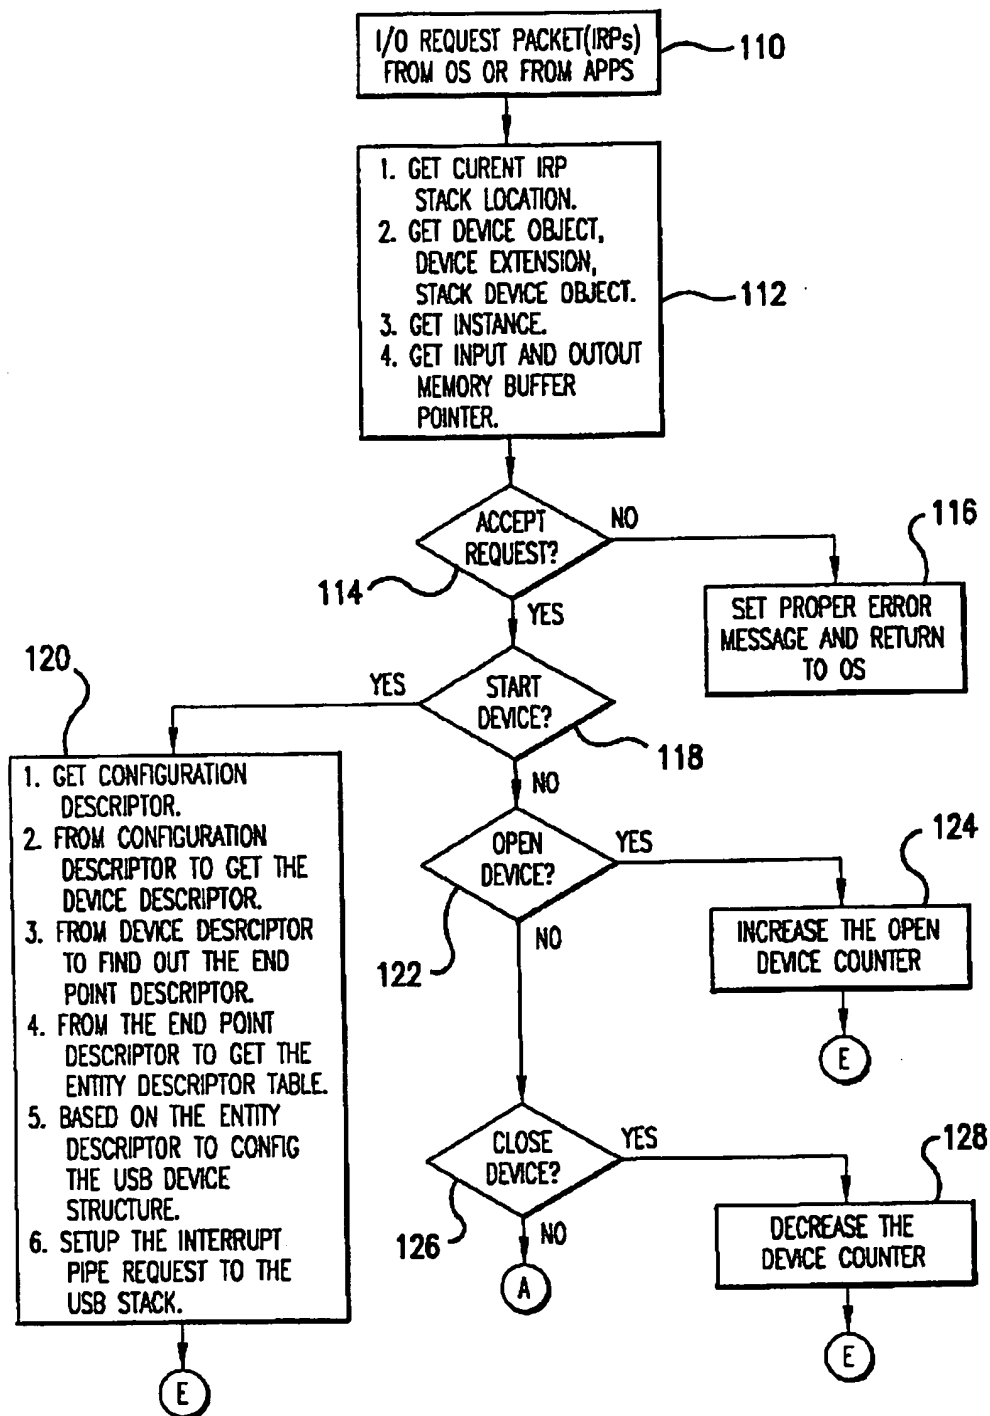 I/O REQUEST PACKET(IRPs)
FROM OS OR FROM APPS
110
1. GET CURENT IRP
STACK LOCATION.
2. GET DEVICE OBJECT,
DEVICE EXTENSION,
STACK DEVICE OBJECT.
3. GET INSTANCE.
4. GET INPUT AND OUTOUT
MEMORY BUFFER
POINTER.
112
ACCEPT
REQUEST?
114
NO
YES
116
SET PROPER ERROR
MESSAGE AND RETURN
TO OS
START
DEVICE?
118
YES
NO
120
1. GET CONFIGURATION
DESCRIPTOR.
2. FROM CONFIGURATION
DESCRIPTOR TO GET THE
DEVICE DESCRIPTOR.
3. FROM DEVICE DESRCIPTOR
TO FIND OUT THE END
POINT DESCRIPTOR.
4. FROM THE END POINT
DESCRIPTOR TO GET THE
ENTITY DESCRIPTOR TABLE.
5. BASED ON THE ENTITY
DESCRIPTOR TO CONFIG
THE USB DEVICE
STRUCTURE.
6. SETUP THE INTERRUPT
PIPE REQUEST TO THE
USB STACK.
E
OPEN
DEVICE?
122
YES
NO
124
INCREASE THE OPEN
DEVICE COUNTER
E
CLOSE
DEVICE?
126
YES
NO
A
128
DECREASE THE
DEVICE COUNTER
E